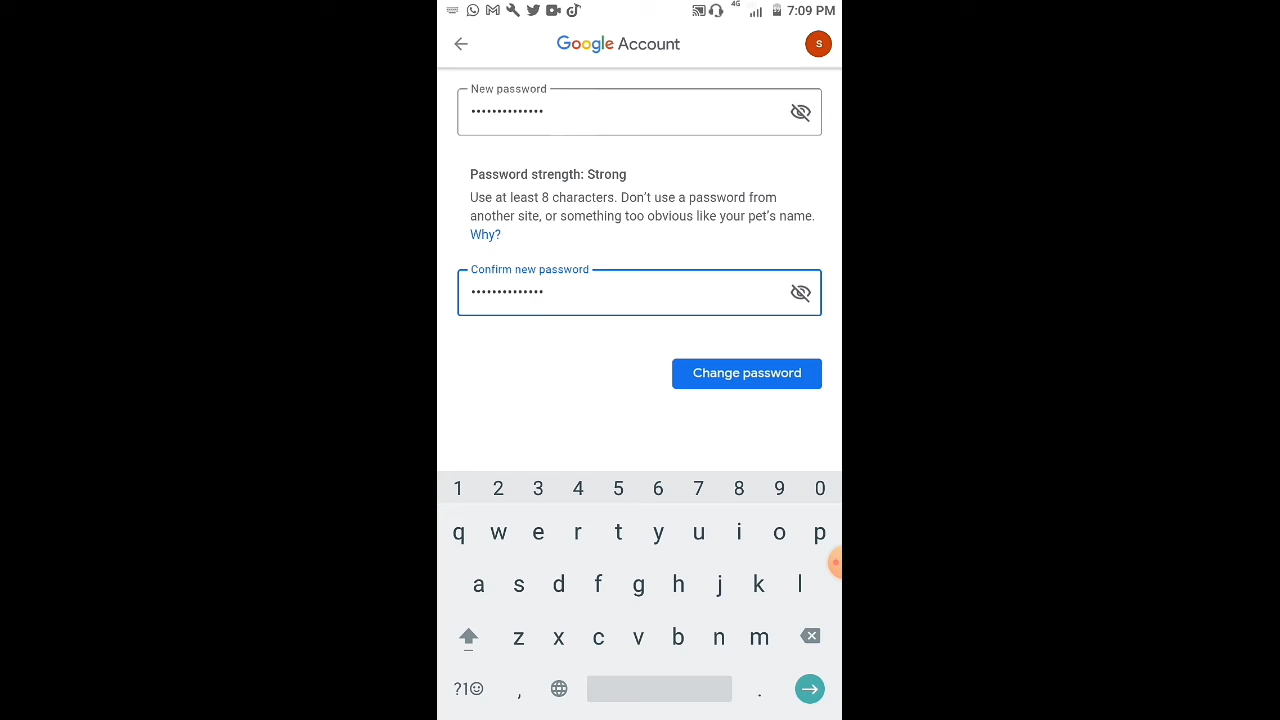 4G 7:09 PM
Google Account
S
New password
••••••••••••••
Password strength: Strong
Use at least 8 characters. Don’t use a password from
another site, or something too obvious like your pet’s name.
Why?
Confirm new password
••••••••••••••
Change password
1 2 3 4 5 6 7 8 9 0
q w e r t y u i o p
a s d f g h j k l
z x c v b n m
?1☺ , .